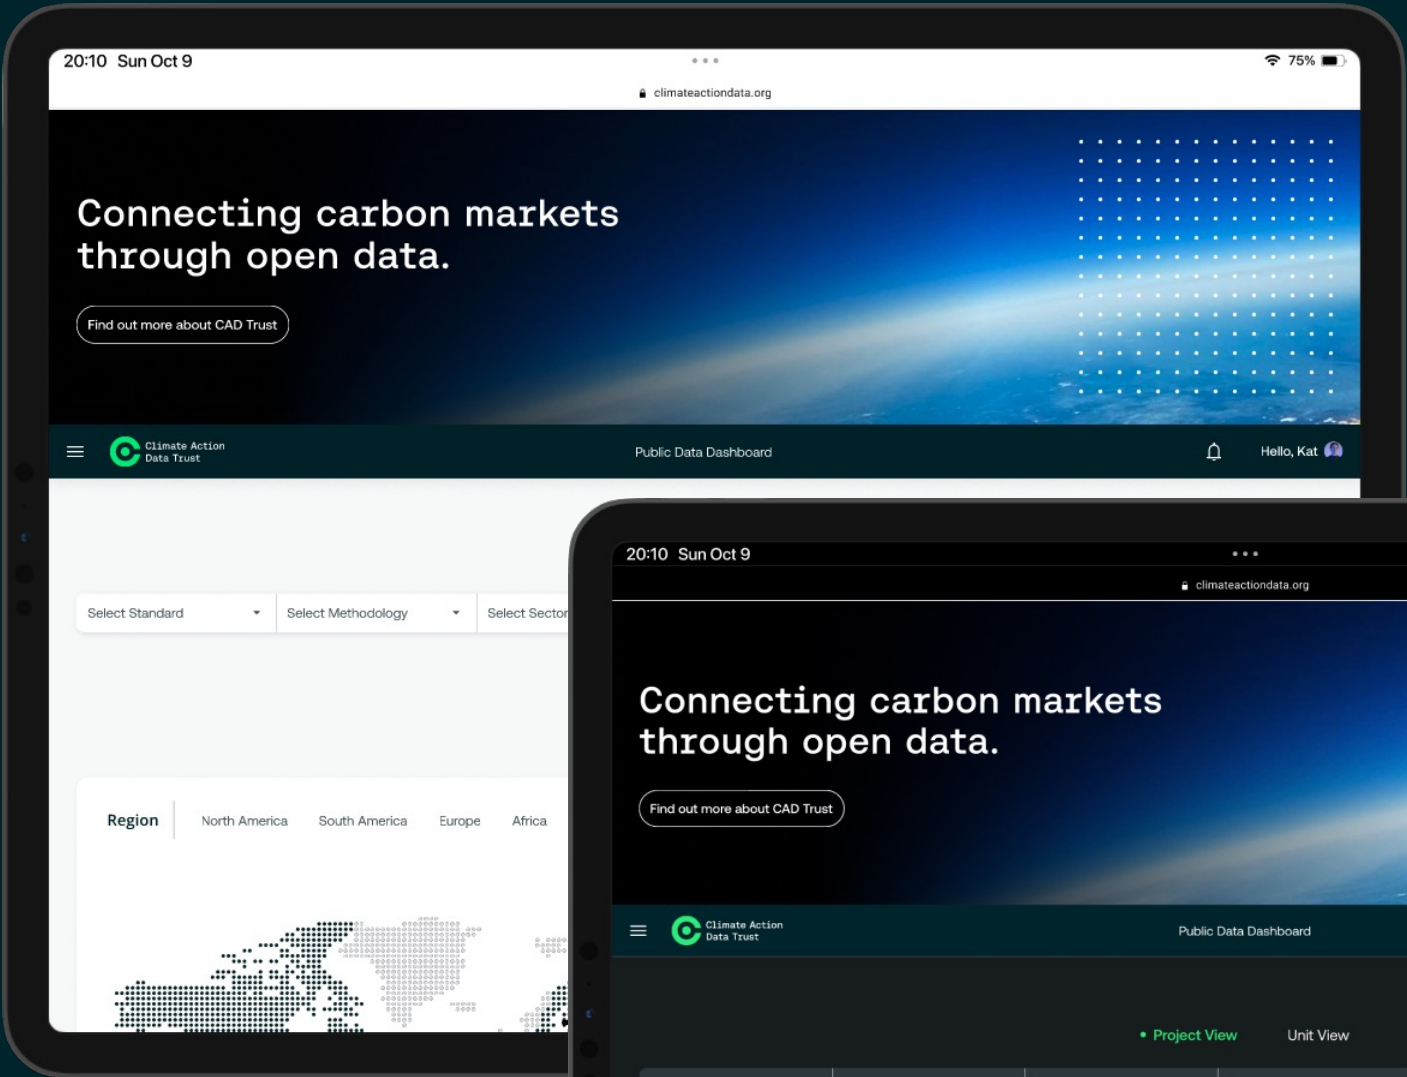 20:10 Sun Oct 9
75%
climateactiondata.org
Connecting carbon markets
through open data.
Find out more about CAD Trust
Climate Action
Data Trust
Public Data Dashboard
Hello, Kat
Select Standard
Select Methodology
Select Sector
Region
North America
South America
Europe
Africa
20:10 Sun Oct 9
climateactiondata.org
Connecting carbon markets
through open data.
Find out more about CAD Trust
Climate Action
Data Trust
Public Data Dashboard
Project View
Unit View